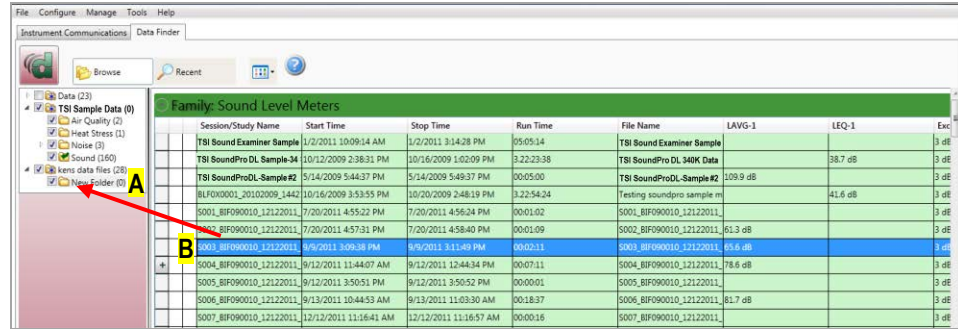 File Configure Manage Tools Help
Instrument Communications Data Finder
Browse Recent
Data (23)
TSI Sample Data (0)
Air Quality (2)
Heat Stress (1)
Noise (3)
Sound (160)
kens data files (28)
New Folder (0)
A
B
Family: Sound Level Meters
Session/Study Name Start Time Stop Time Run Time File Name LAVG-1 LEQ-1 Exc
TSI Sound Examiner Sample 1/2/2011 10:09:14 AM 1/2/2011 3:14:28 PM 05:05:14 TSI Sound Examiner Sample 3 dB
TSI SoundPro DL Sample-34 10/12/2009 2:38:31 PM 10/16/2009 1:02:09 PM 3.22:23:38 TSI SoundPro DL 340K Data 38.7 dB 3 dB
TSI SoundProDL-Sample#2 5/14/2009 5:44:37 PM 5/14/2009 5:49:37 PM 00:05:00 TSI SoundProDL-Sample#2 109.9 dB 3 dB
BLF0X0001_20102009_1442 10/16/2009 3:53:55 PM 10/20/2009 2:48:19 PM 3.22:54:24 Testing soundpro sample m 41.6 dB 3 dB
S001_BIF090010_12122011_ 7/20/2011 4:55:22 PM 7/20/2011 4:56:24 PM 00:01:02 S001_BIF090010_12122011_ 3 dB
S002_BIF090010_12122011_ 7/20/2011 4:57:31 PM 7/20/2011 4:58:40 PM 00:01:09 S002_BIF090010_12122011_ 61.3 dB 3 dB
S003_BIF090010_12122011_ 9/9/2011 3:09:38 PM 9/9/2011 3:11:49 PM 00:02:11 S003_BIF090010_12122011_ 65.6 dB 3 dB
S004_BIF090010_12122011_ 9/12/2011 11:44:07 AM 9/12/2011 12:44:34 PM 00:07:11 S004_BIF090010_12122011_ 78.6 dB 3 dB
S005_BIF090010_12122011_ 9/12/2011 3:50:51 PM 9/12/2011 3:50:52 PM 00:00:01 S005_BIF090010_12122011_ 3 dB
S006_BIF090010_12122011_ 9/13/2011 10:44:53 AM 9/13/2011 11:03:30 AM 00:18:37 S006_BIF090010_12122011_ 81.7 dB 3 dB
S007_BIF090010_12122011_ 12/12/2011 11:16:41 AM 12/12/2011 11:16:57 AM 00:00:16 S007_BIF090010_12122011_ 3 dB